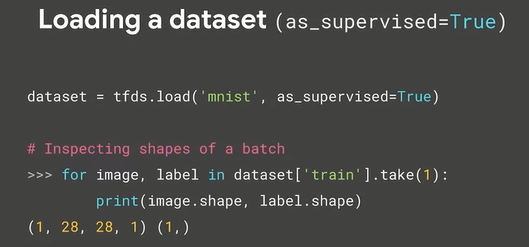 Loading a dataset (as_supervised=True)
dataset = tfds.load('mnist', as_supervised=True)
# Inspecting shapes of a batch
>>> for image, label in dataset['train'].take(1):
print(image.shape, label.shape)
(1, 28, 28, 1) (1,)